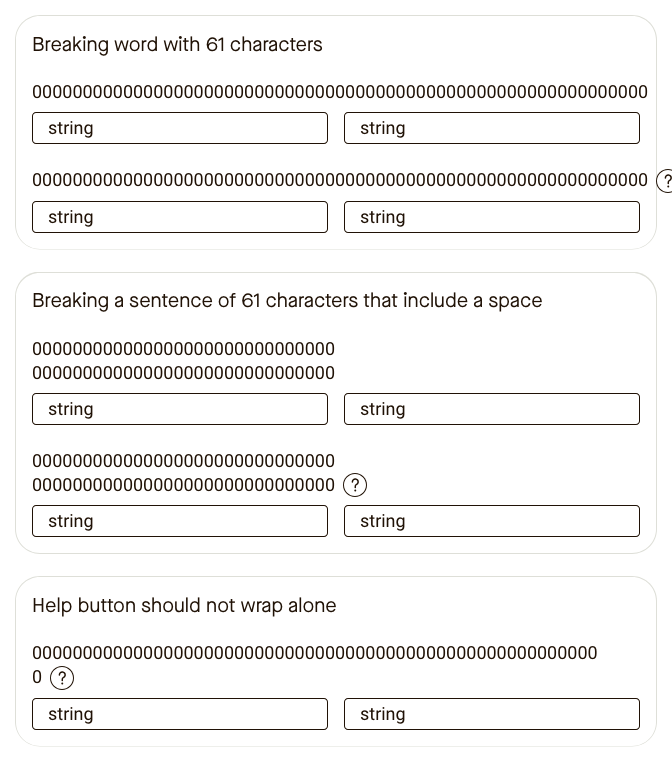 Breaking word with 61 characters
0000000000000000000000000000000000000000000000000000000000000
string string
0000000000000000000000000000000000000000000000000000000000000 ?
string string
Breaking a sentence of 61 characters that include a space
000000000000000000000000000000
000000000000000000000000000000
string string
000000000000000000000000000000
000000000000000000000000000000 ?
string string
Help button should not wrap alone
00000000000000000000000000000000000000000000000000000000
0 ?
string string